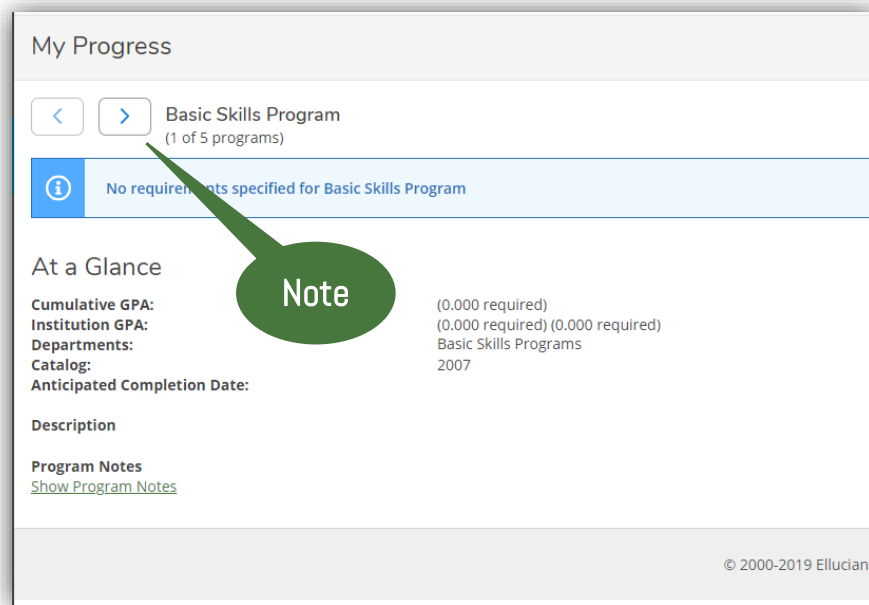 My Progress
Basic Skills Program
(1 of 5 programs)
No requirements specified for Basic Skills Program
At a Glance
Note
Cumulative GPA: (0.000 required)
Institution GPA: (0.000 required) (0.000 required)
Departments: Basic Skills Programs
Catalog: 2007
Anticipated Completion Date:
Description
Program Notes
Show Program Notes
© 2000-2019 Ellucian